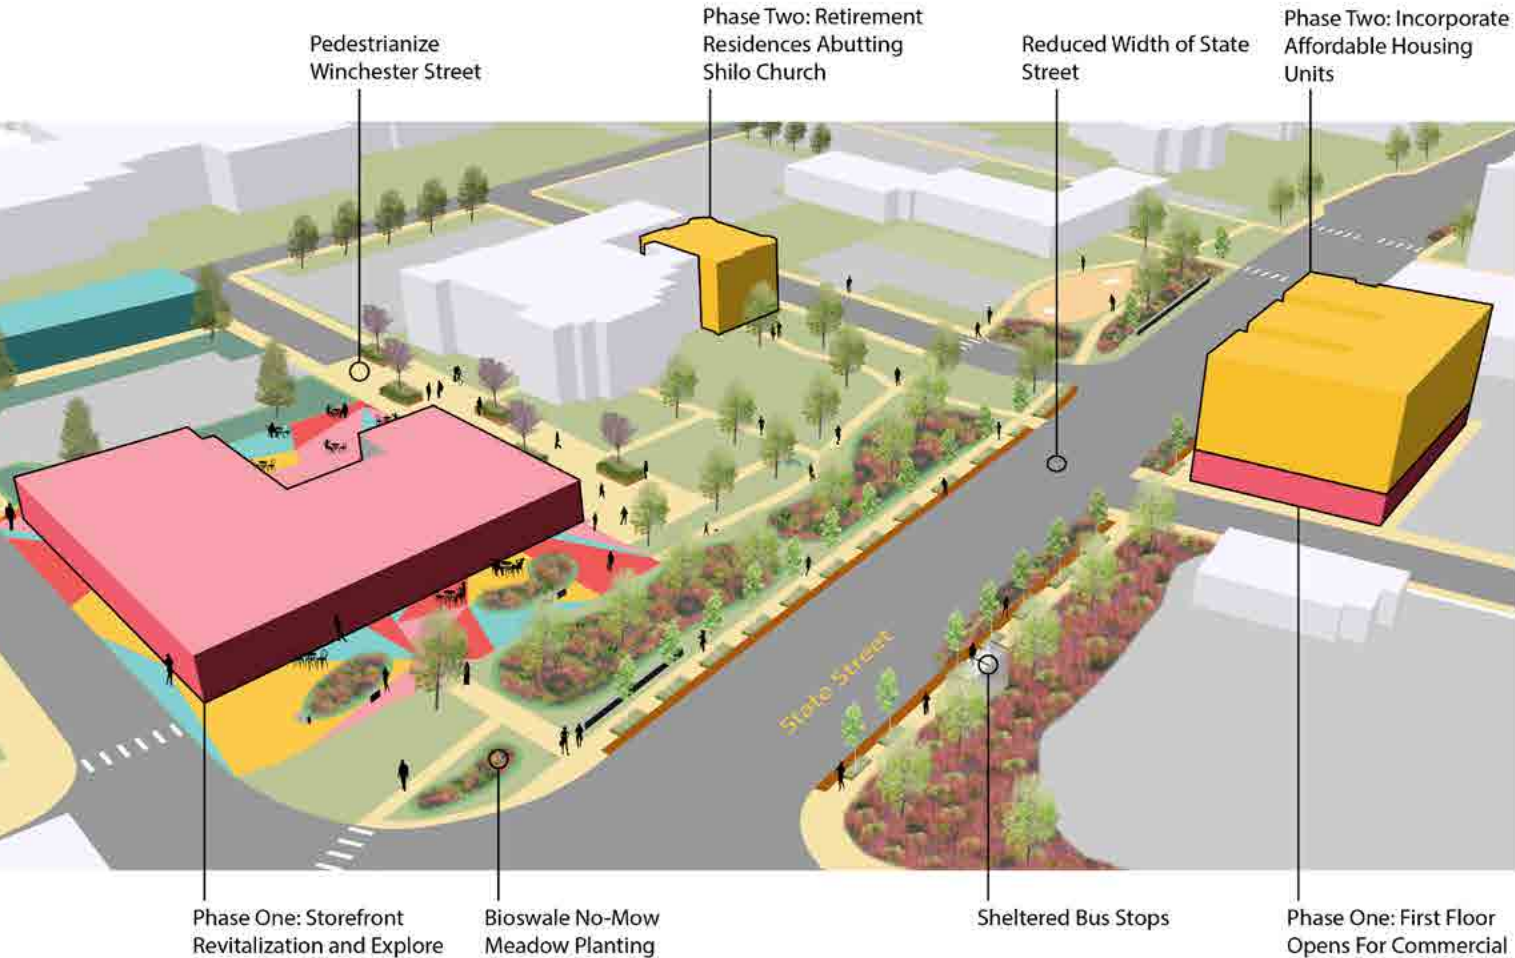 Pedestrianize
Winchester Street
Phase Two: Retirement
Residences Abutting
Shilo Church
Reduced Width of State
Street
Phase Two: Incorporate
Affordable Housing
Units
State Street
Phase One: Storefront
Revitalization and Explore
Bioswale No-Mow
Meadow Planting
Sheltered Bus Stops
Phase One: First Floor
Opens For Commercial